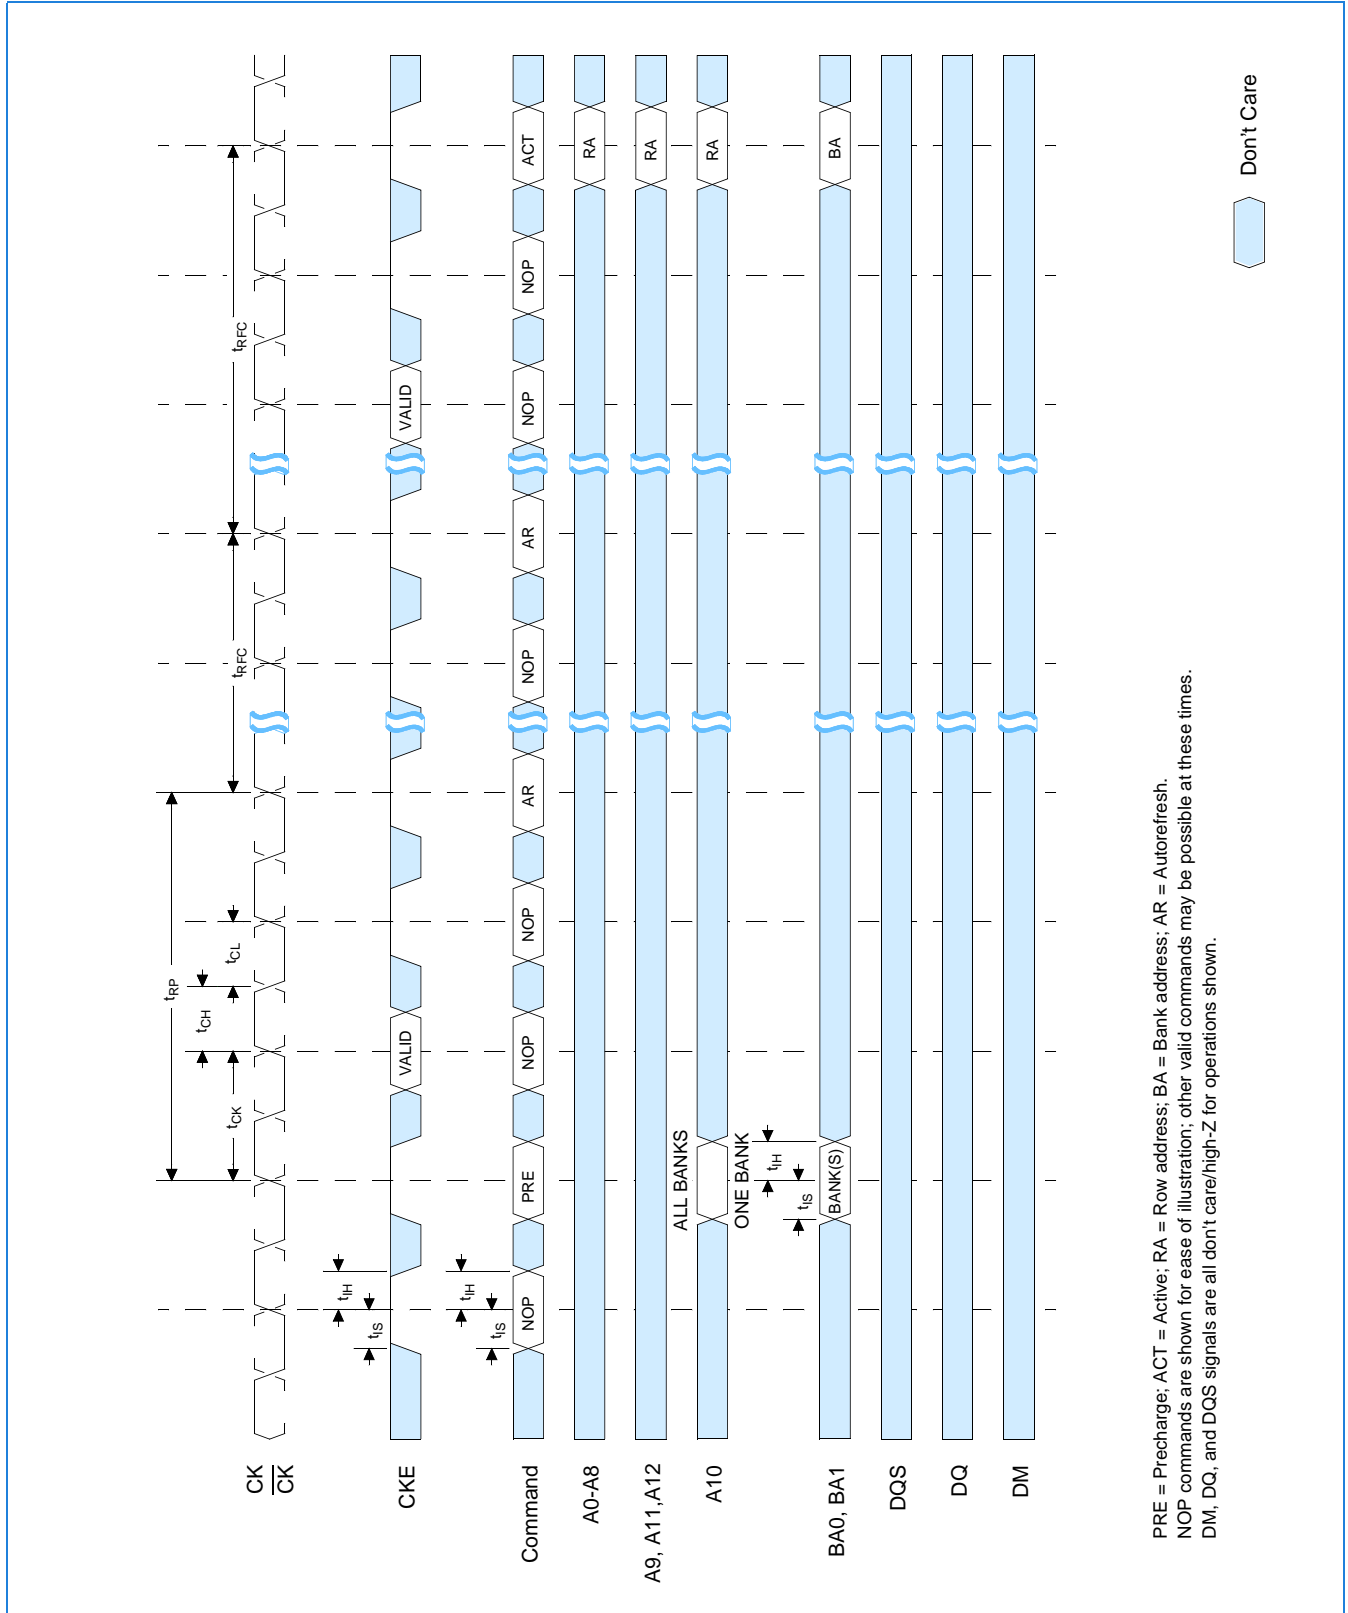 tRP
tCH
tCK tCL tRFC tRFC
CK
C̅K̅
tIH
tIS
CKE VALID VALID
tIH
tIS
Command NOP PRE NOP NOP AR NOP AR NOP NOP ACT
A0-A8 RA
A9, A11,A12 RA
ALL BANKS
A10 RA
ONE BANK
tIH
tIS
BA0, BA1 BANK(S) BA
DQS
DQ
DM
PRE = Precharge; ACT = Active; RA = Row address; BA = Bank address; AR = Autorefresh.
NOP commands are shown for ease of illustration; other valid commands may be possible at these times.
DM, DQ, and DQS signals are all don't care/high-Z for operations shown.
Don't Care